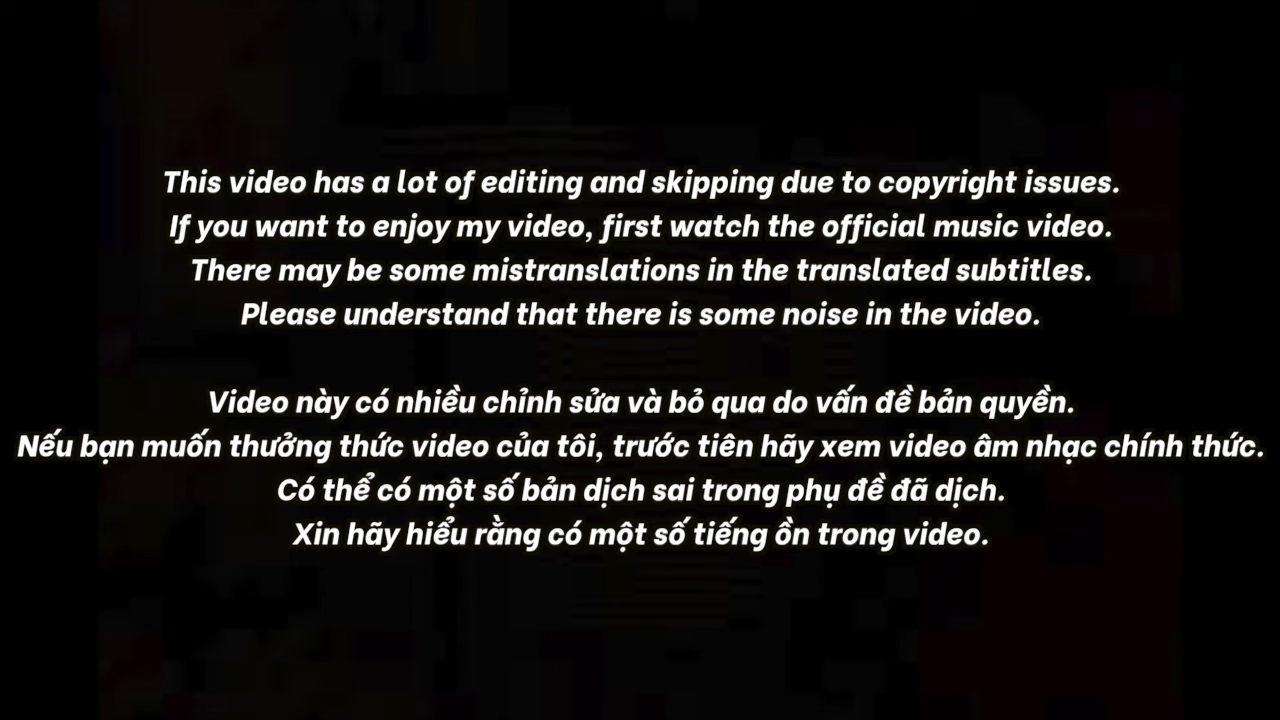 This video has a lot of editing and skipping due to copyright issues.
If you want to enjoy my video, first watch the official music video.
There may be some mistranslations in the translated subtitles.
Please understand that there is some noise in the video.
Video này có nhiều chỉnh sửa và bỏ qua do vấn đề bản quyền.
Nếu bạn muốn thưởng thức video của tôi, trước tiên hãy xem video âm nhạc chính thức.
Có thể có một số bản dịch sai trong phụ đề đã dịch.
Xin hãy hiểu rằng có một số tiếng ồn trong video.